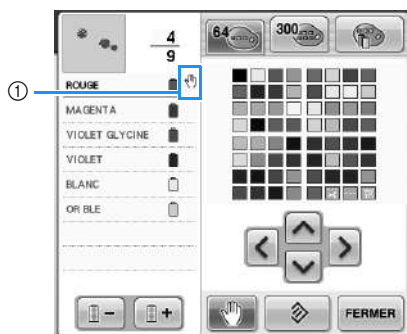 4
9
64
300
①
ROUGE
MAGENTA
VIOLET GLYCINE
VIOLET
BLANC
OR BLE
FERMER